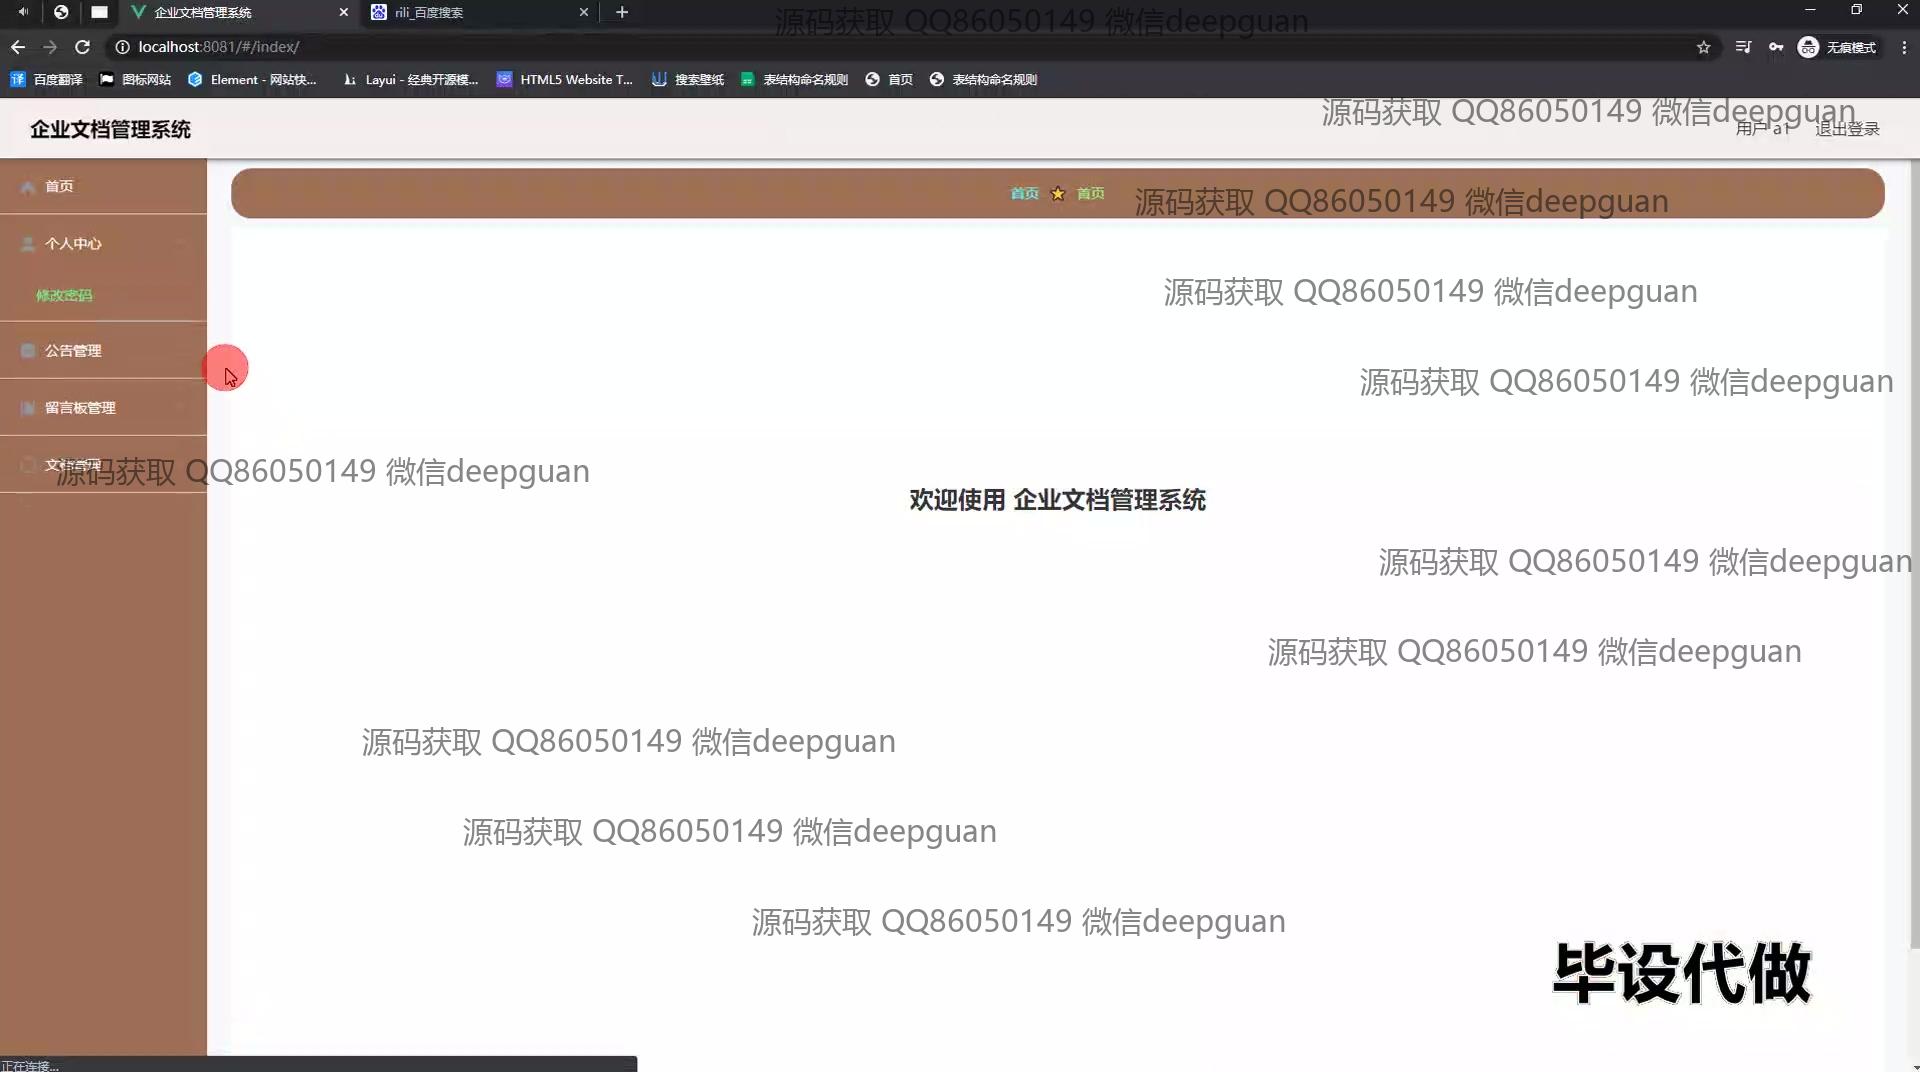 企业文档管理系统
rili_百度搜索
源码获取 QQ86050149 微信deepguan
localhost:8081/#/index/
无痕模式
百度翻译
图标网站
Element - 网站快...
Layui - 经典开源模...
HTML5 Website T...
搜索壁纸
表结构命名规则
首页
表结构命名规则
源码获取 QQ86050149 微信deepguan
企业文档管理系统
用户 a1
退出登录
首页
首页
首页
源码获取 QQ86050149 微信deepguan
个人中心
修改密码
源码获取 QQ86050149 微信deepguan
公告管理
源码获取 QQ86050149 微信deepguan
留言板管理
文档管理
源码获取 QQ86050149 微信deepguan
欢迎使用 企业文档管理系统
源码获取 QQ86050149 微信deepguan
源码获取 QQ86050149 微信deepguan
源码获取 QQ86050149 微信deepguan
源码获取 QQ86050149 微信deepguan
源码获取 QQ86050149 微信deepguan
毕设代做
正在连接...